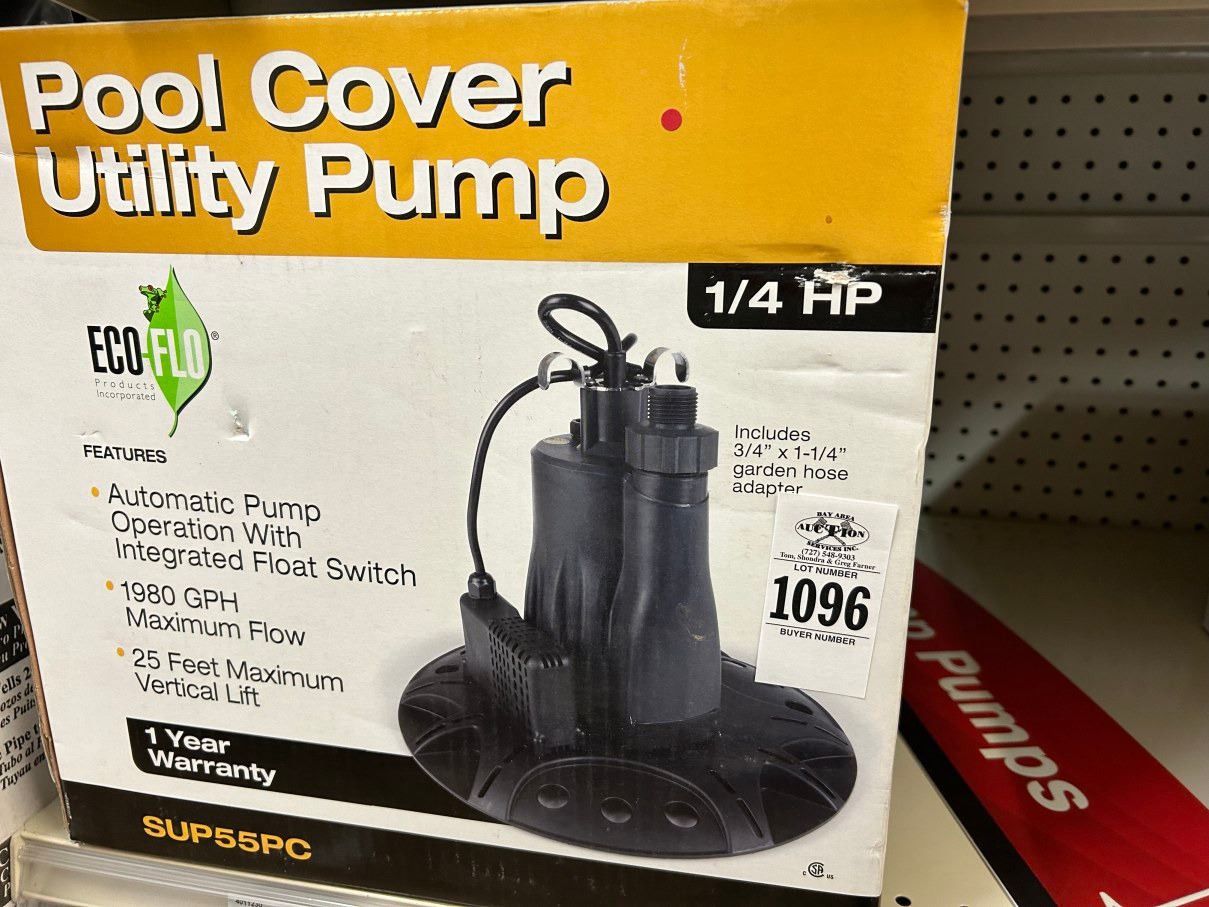 Pool Cover
Utility Pump
1/4 HP
ECO-FLO®
Products
Incorporated
FEATURES
• Automatic Pump
Operation With
Integrated Float Switch
• 1980 GPH
Maximum Flow
• 25 Feet Maximum
Vertical Lift
Includes
3/4” x 1-1/4”
garden hose
adapter
BAY AREA
AUCTION
SERVICES INC.
(727) 548-9303
Tom, Shondra & Greg Farner
LOT NUMBER
1096
BUYER NUMBER
1 Year
Warranty
SUP55PC
C SA US
Pumps